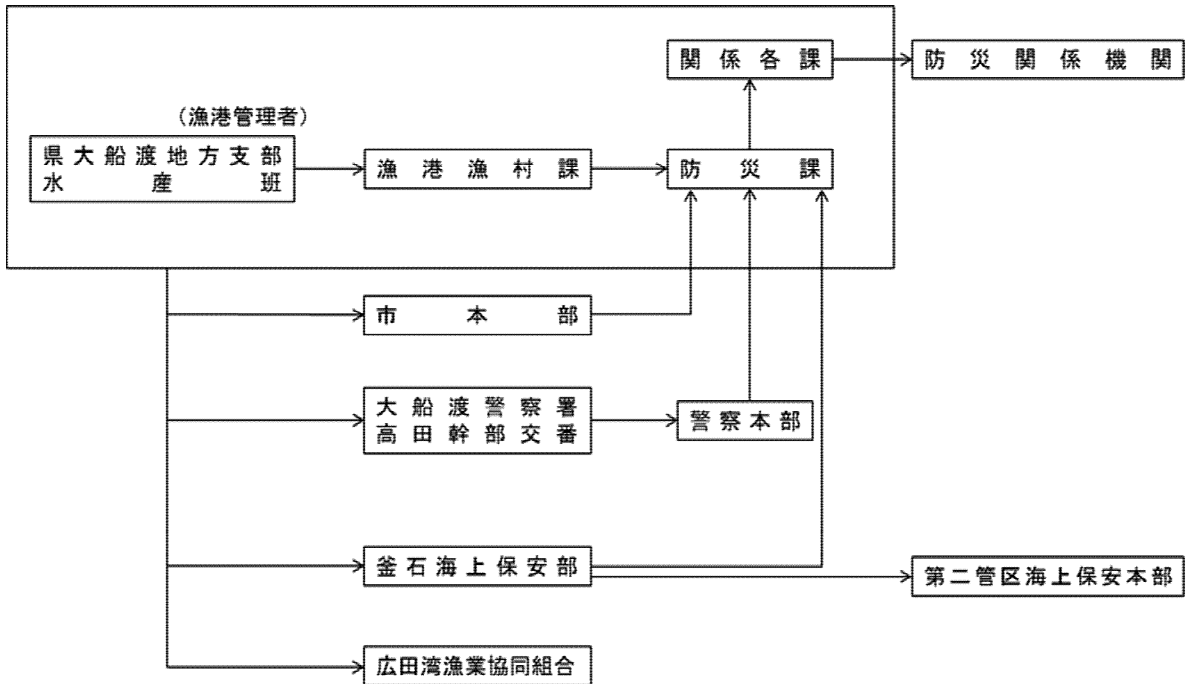 関係各課
防災関係機関
(漁港管理者)
県大船渡地方支部
水産班
漁港漁村課
防災課
市本部
大船渡警察署
高田幹部交番
警察本部
釜石海上保安部
第二管区海上保安本部
広田湾漁業協同組合